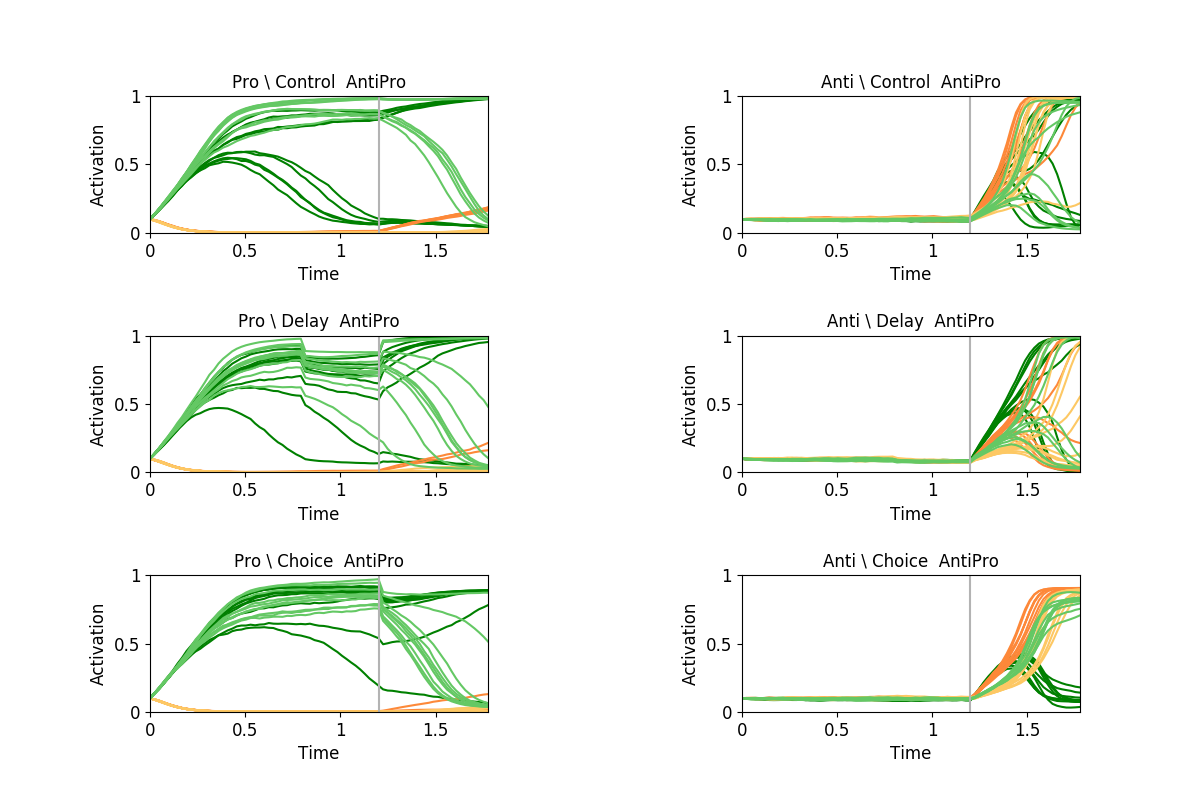 Pro \ Control  AntiPro
Anti \ Control  AntiPro
1
0.5
0
Activation
0
0.5
1
1.5
Time
1
0.5
0
Activation
0
0.5
1
1.5
Time
Pro \ Delay  AntiPro
Anti \ Delay  AntiPro
1
0.5
0
Activation
0
0.5
1
1.5
Time
1
0.5
0
Activation
0
0.5
1
1.5
Time
Pro \ Choice  AntiPro
Anti \ Choice  AntiPro
1
0.5
0
Activation
0
0.5
1
1.5
Time
1
0.5
0
Activation
0
0.5
1
1.5
Time